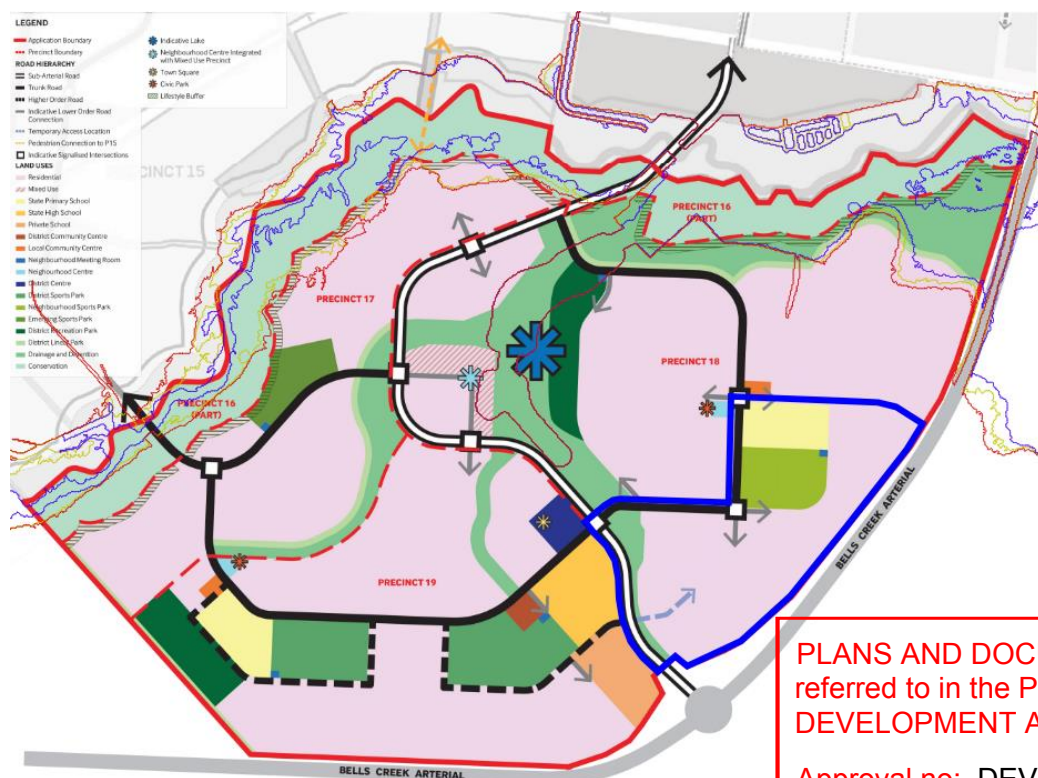 LEGEND
Application Boundary
Precinct Boundary
ROAD HIERARCHY
Sub-Arterial Road
Trunk Road
Higher Order Road
Indicative Lower Order Road
Connection
Temporary Access Location
Pedestrian Connection to P15
Indicative Signalised Intersections
LAND USES
Residential
Mixed Use
State Primary School
State High School
Private School
District Community Centre
Local Community Centre
Neighbourhood Meeting Room
Neighbourhood Centre
District Centre
District Sports Park
Neighbourhood Sports Park
Emerging Sports Park
District Recreation Park
District Linear Park
Drainage and Detention
Conservation
Indicative Lake
Neighbourhood Centre Integrated
with Mixed Use Precinct
Town Square
Civic Park
Lifestyle Buffer
CINCT 15
PRECINCT 16
(PART)
PRECINCT 17
PRECINCT 18
PRECINCT 16
(PART)
PRECINCT 19
BELLS CREEK ARTERIAL
BELLS CREEK ARTERIAL
PLANS AND DOC
referred to in the P
DEVELOPMENT A
Approval no: DEV